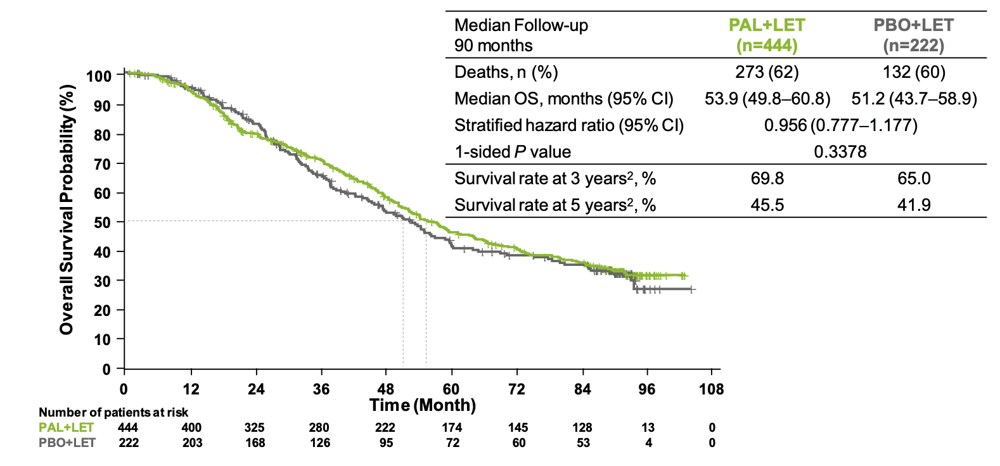 Median Follow-up PAL+LET PBO+LET
90 months (n=444) (n=222)
Deaths, n (%) 273 (62) 132 (60)
Median OS, months (95% CI) 53.9 (49.8–60.8) 51.2 (43.7–58.9)
Stratified hazard ratio (95% CI) 0.956 (0.777–1.177)
1-sided P value 0.3378
Survival rate at 3 years², % 69.8 65.0
Survival rate at 5 years², % 45.5 41.9
Overall Survival Probability (%)
100
90
80
70
60
50
40
30
20
10
0
0 12 24 36 48 60 72 84 96 108
Time (Month)
Number of patients at risk
PAL+LET 444 400 325 280 222 174 145 128 13 0
PBO+LET 222 203 168 126 95 72 60 53 4 0